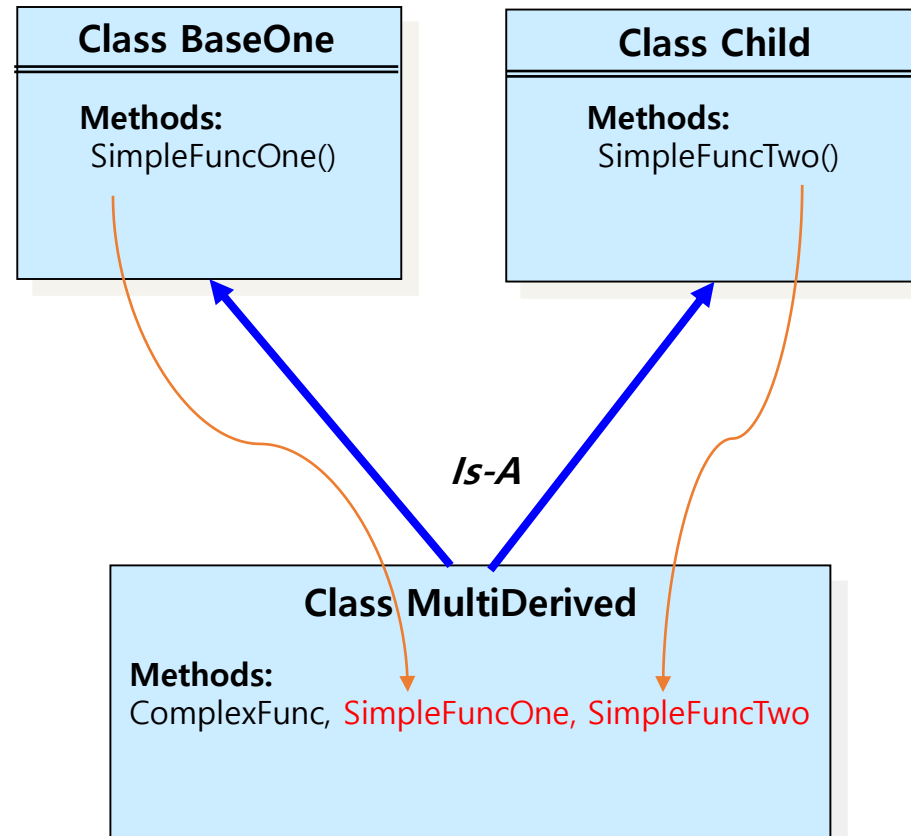 Class BaseOne
Methods:
SimpleFuncOne()
Class Child
Methods:
SimpleFuncTwo()
Is-A
Class MultiDerived
Methods:
ComplexFunc, SimpleFuncOne, SimpleFuncTwo